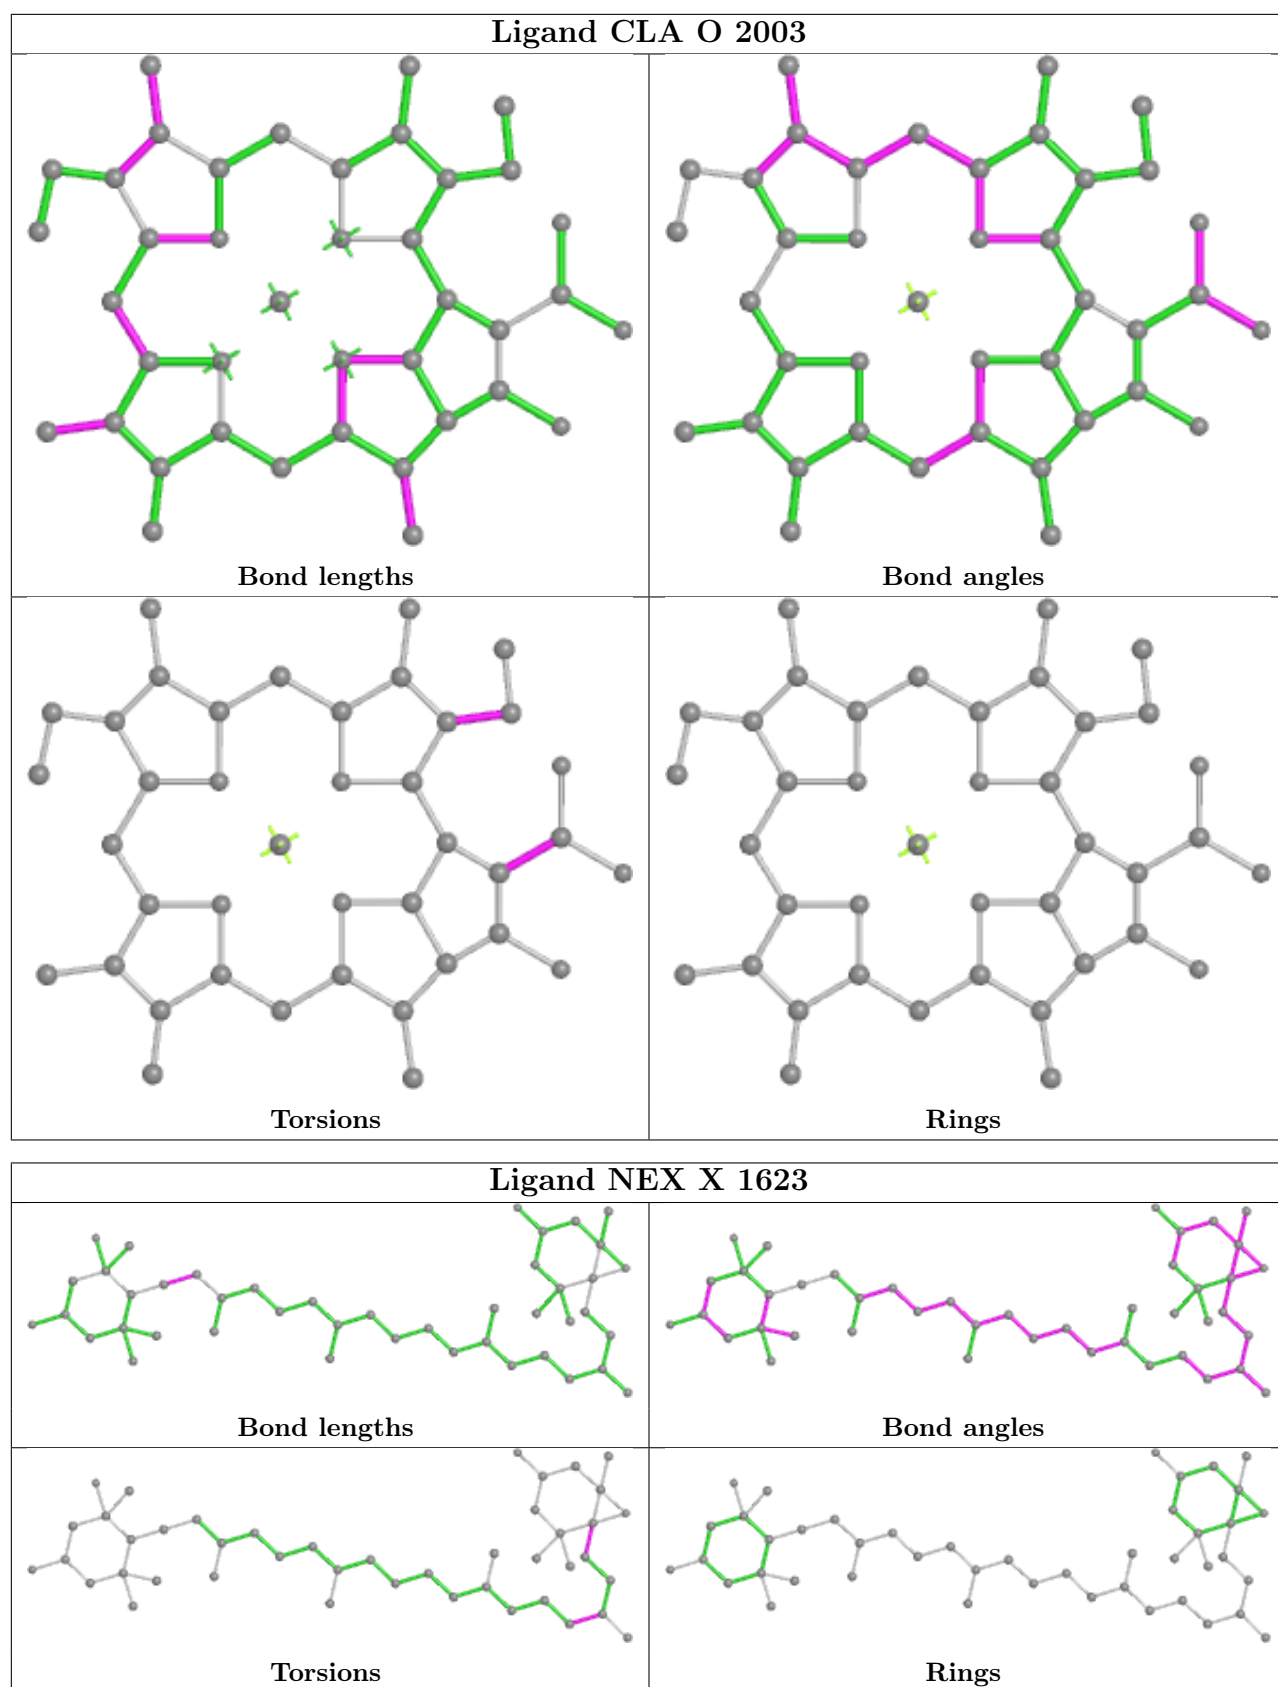 Ligand CLA O 2003
Bond lengths
Bond angles
Torsions
Rings
Ligand NEX X 1623
Bond lengths
Bond angles
Torsions
Rings